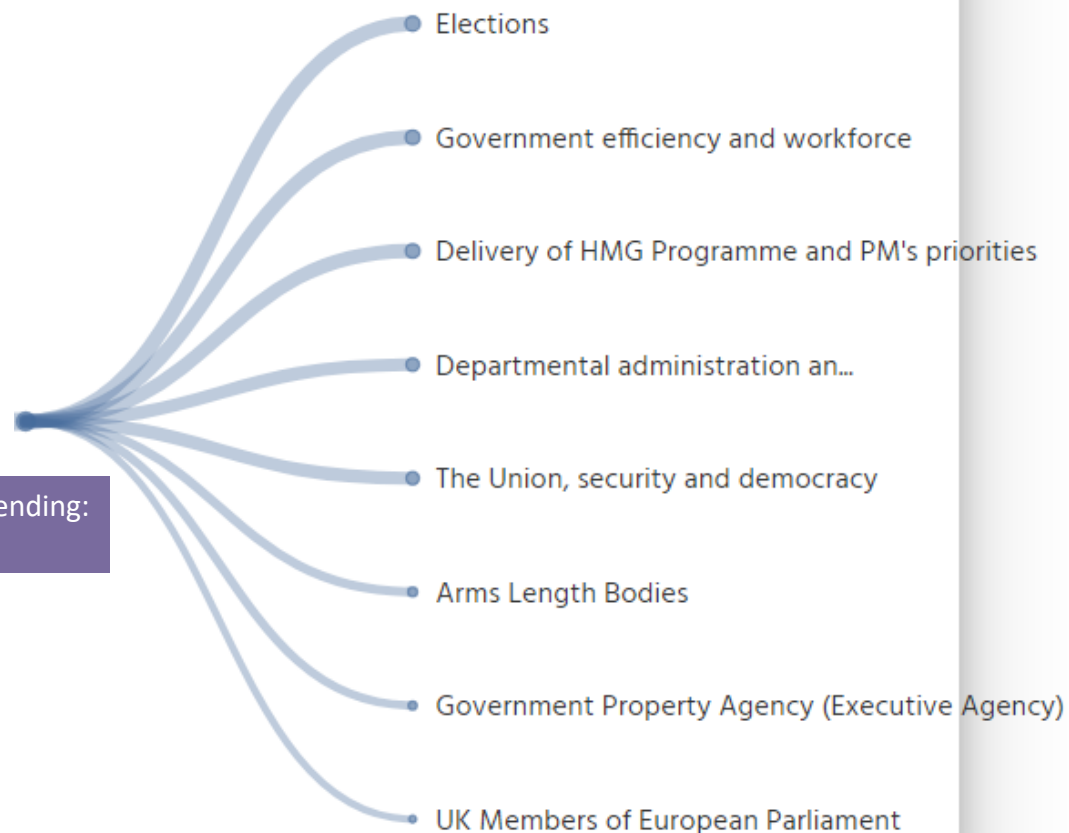 Elections
Government efficiency and workforce
Delivery of HMG Programme and PM's priorities
Departmental administration an...
The Union, security and democracy
ending:
Arms Length Bodies
Government Property Agency (Executive Agency)
UK Members of European Parliament